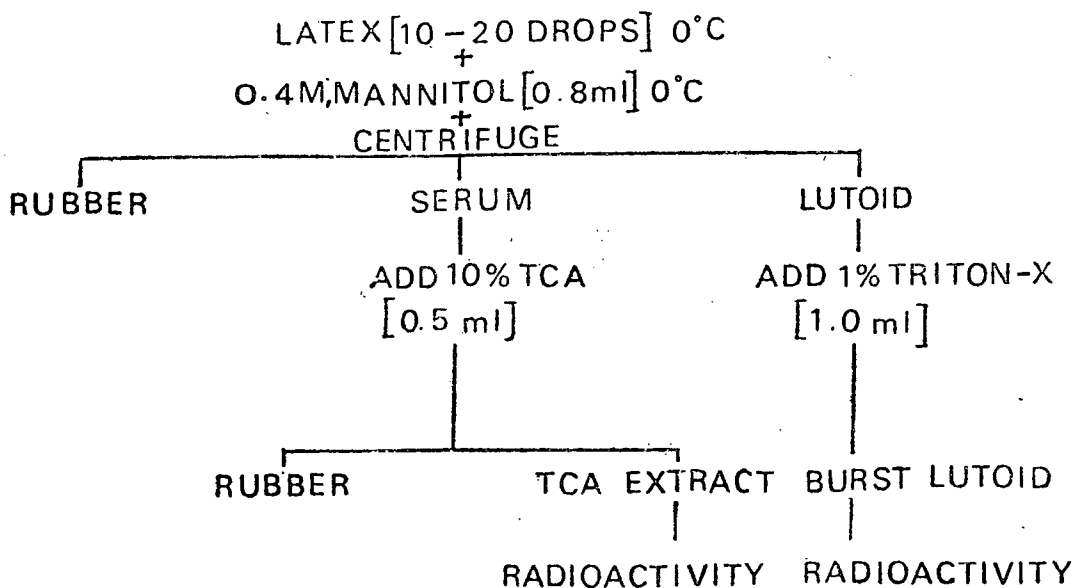 LATEX [10-20 DROPS] 0°C
+
0.4M, MANNITOL [0.8ml] 0°C
+
CENTRIFUGE
RUBBER SERUM LUTOID
ADD 10% TCA ADD 1% TRITON-X
[0.5 ml] [1.0 ml]
RUBBER TCA EXTRACT BURST LUTOID
RADIOACTIVITY RADIOACTIVITY